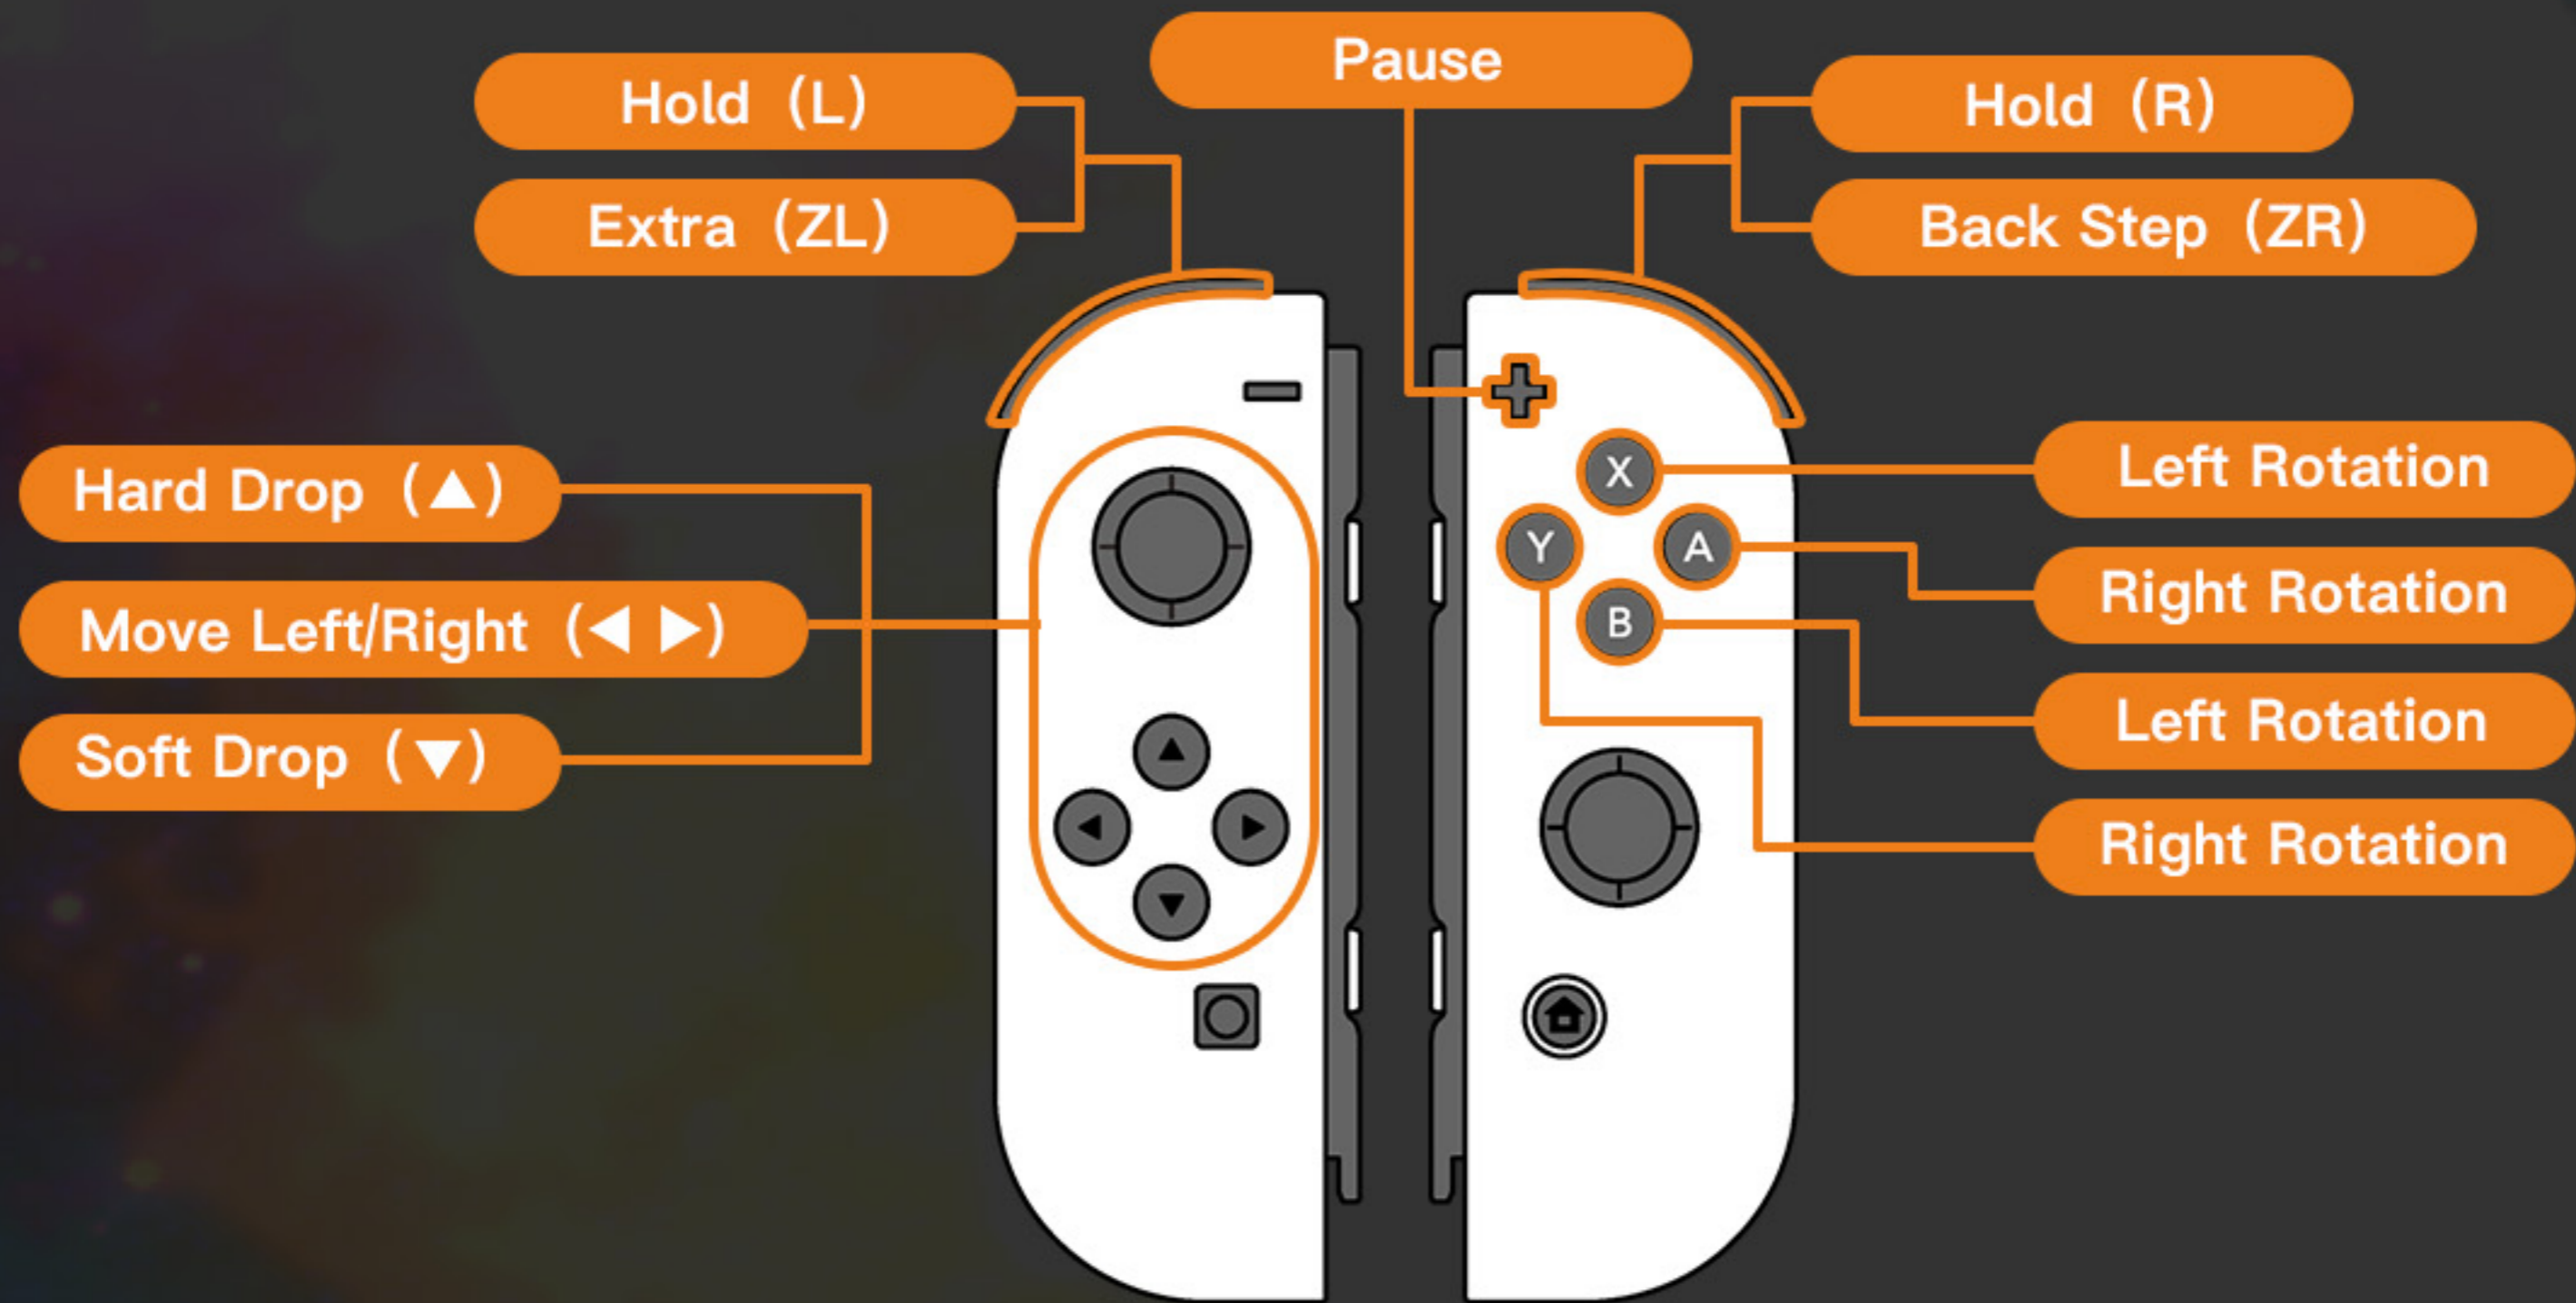 Pause
Hold (L)
Extra (ZL)
Hold (R)
Back Step (ZR)
Hard Drop (▲)
Move Left/Right (◀ ▶)
Soft Drop (▼)
X
Y
A
B
Left Rotation
Right Rotation
Left Rotation
Right Rotation